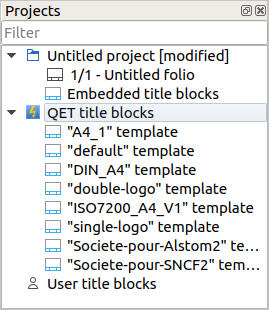 Projects
Filter
Untitled project [modified]
1/1 - Untitled folio
Embedded title blocks
QET title blocks
"A4_1" template
"default" template
"DIN_A4" template
"double-logo" template
"ISO7200_A4_V1" template
"single-logo" template
"Societe-pour-Alstom2" te...
"Societe-pour-SNCF2" tem...
User title blocks